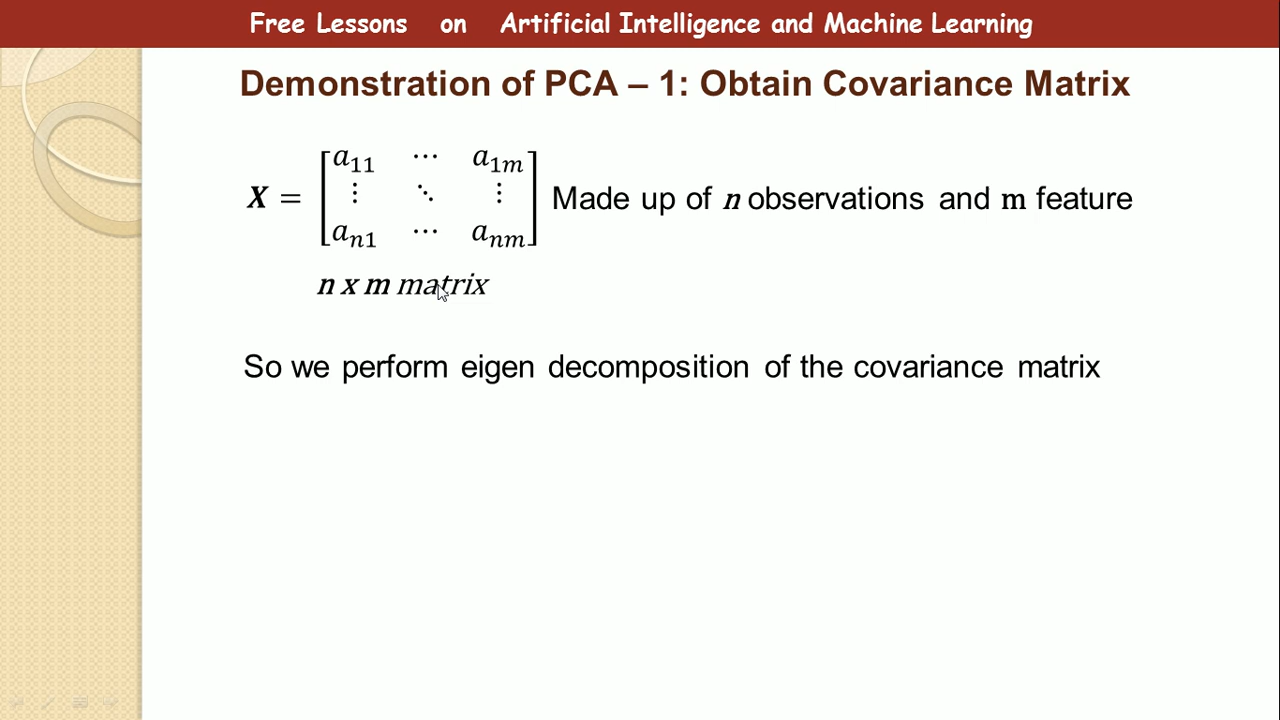 Free Lessons on Artificial Intelligence and Machine Learning
Demonstration of PCA – 1: Obtain Covariance Matrix
a₁₁ ⋯ a₁ₘ
X = ⋮ ⋱ ⋮ Made up of n observations and m feature
aₙ₁ ⋯ aₙₘ
n x m matrix
So we perform eigen decomposition of the covariance matrix